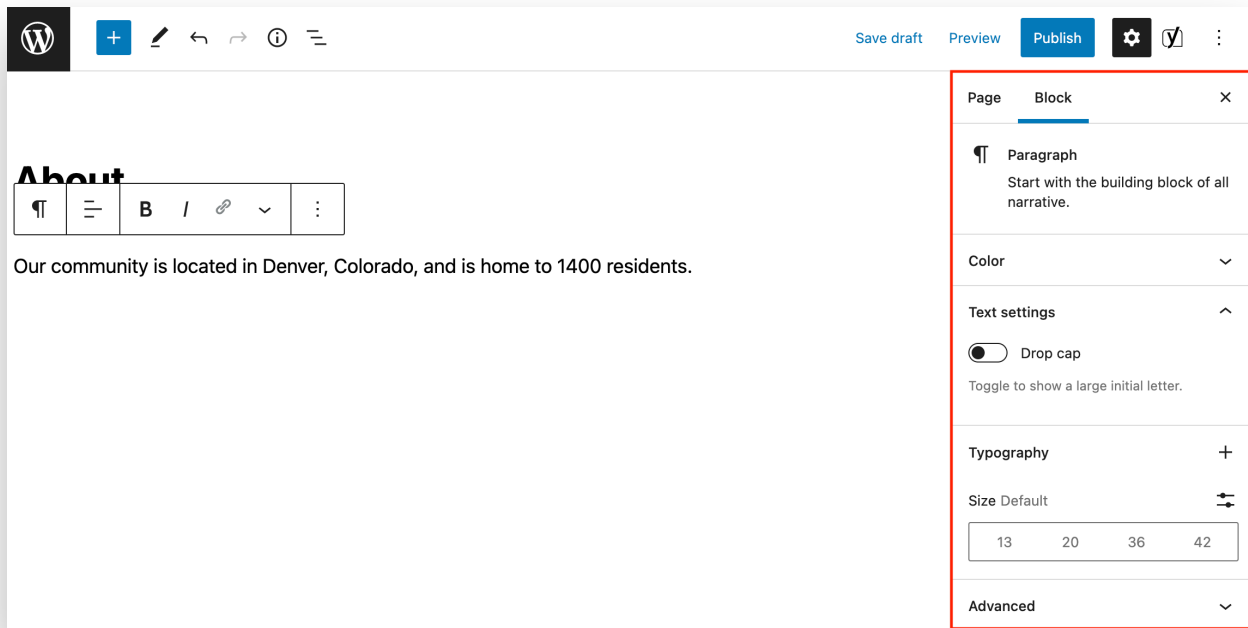 Save draft Preview Publish
Page Block
About
Paragraph
Start with the building block of all
narrative.
B I
Our community is located in Denver, Colorado, and is home to 1400 residents.
Color
Text settings
Drop cap
Toggle to show a large initial letter.
Typography
Size Default
13 20 36 42
Advanced